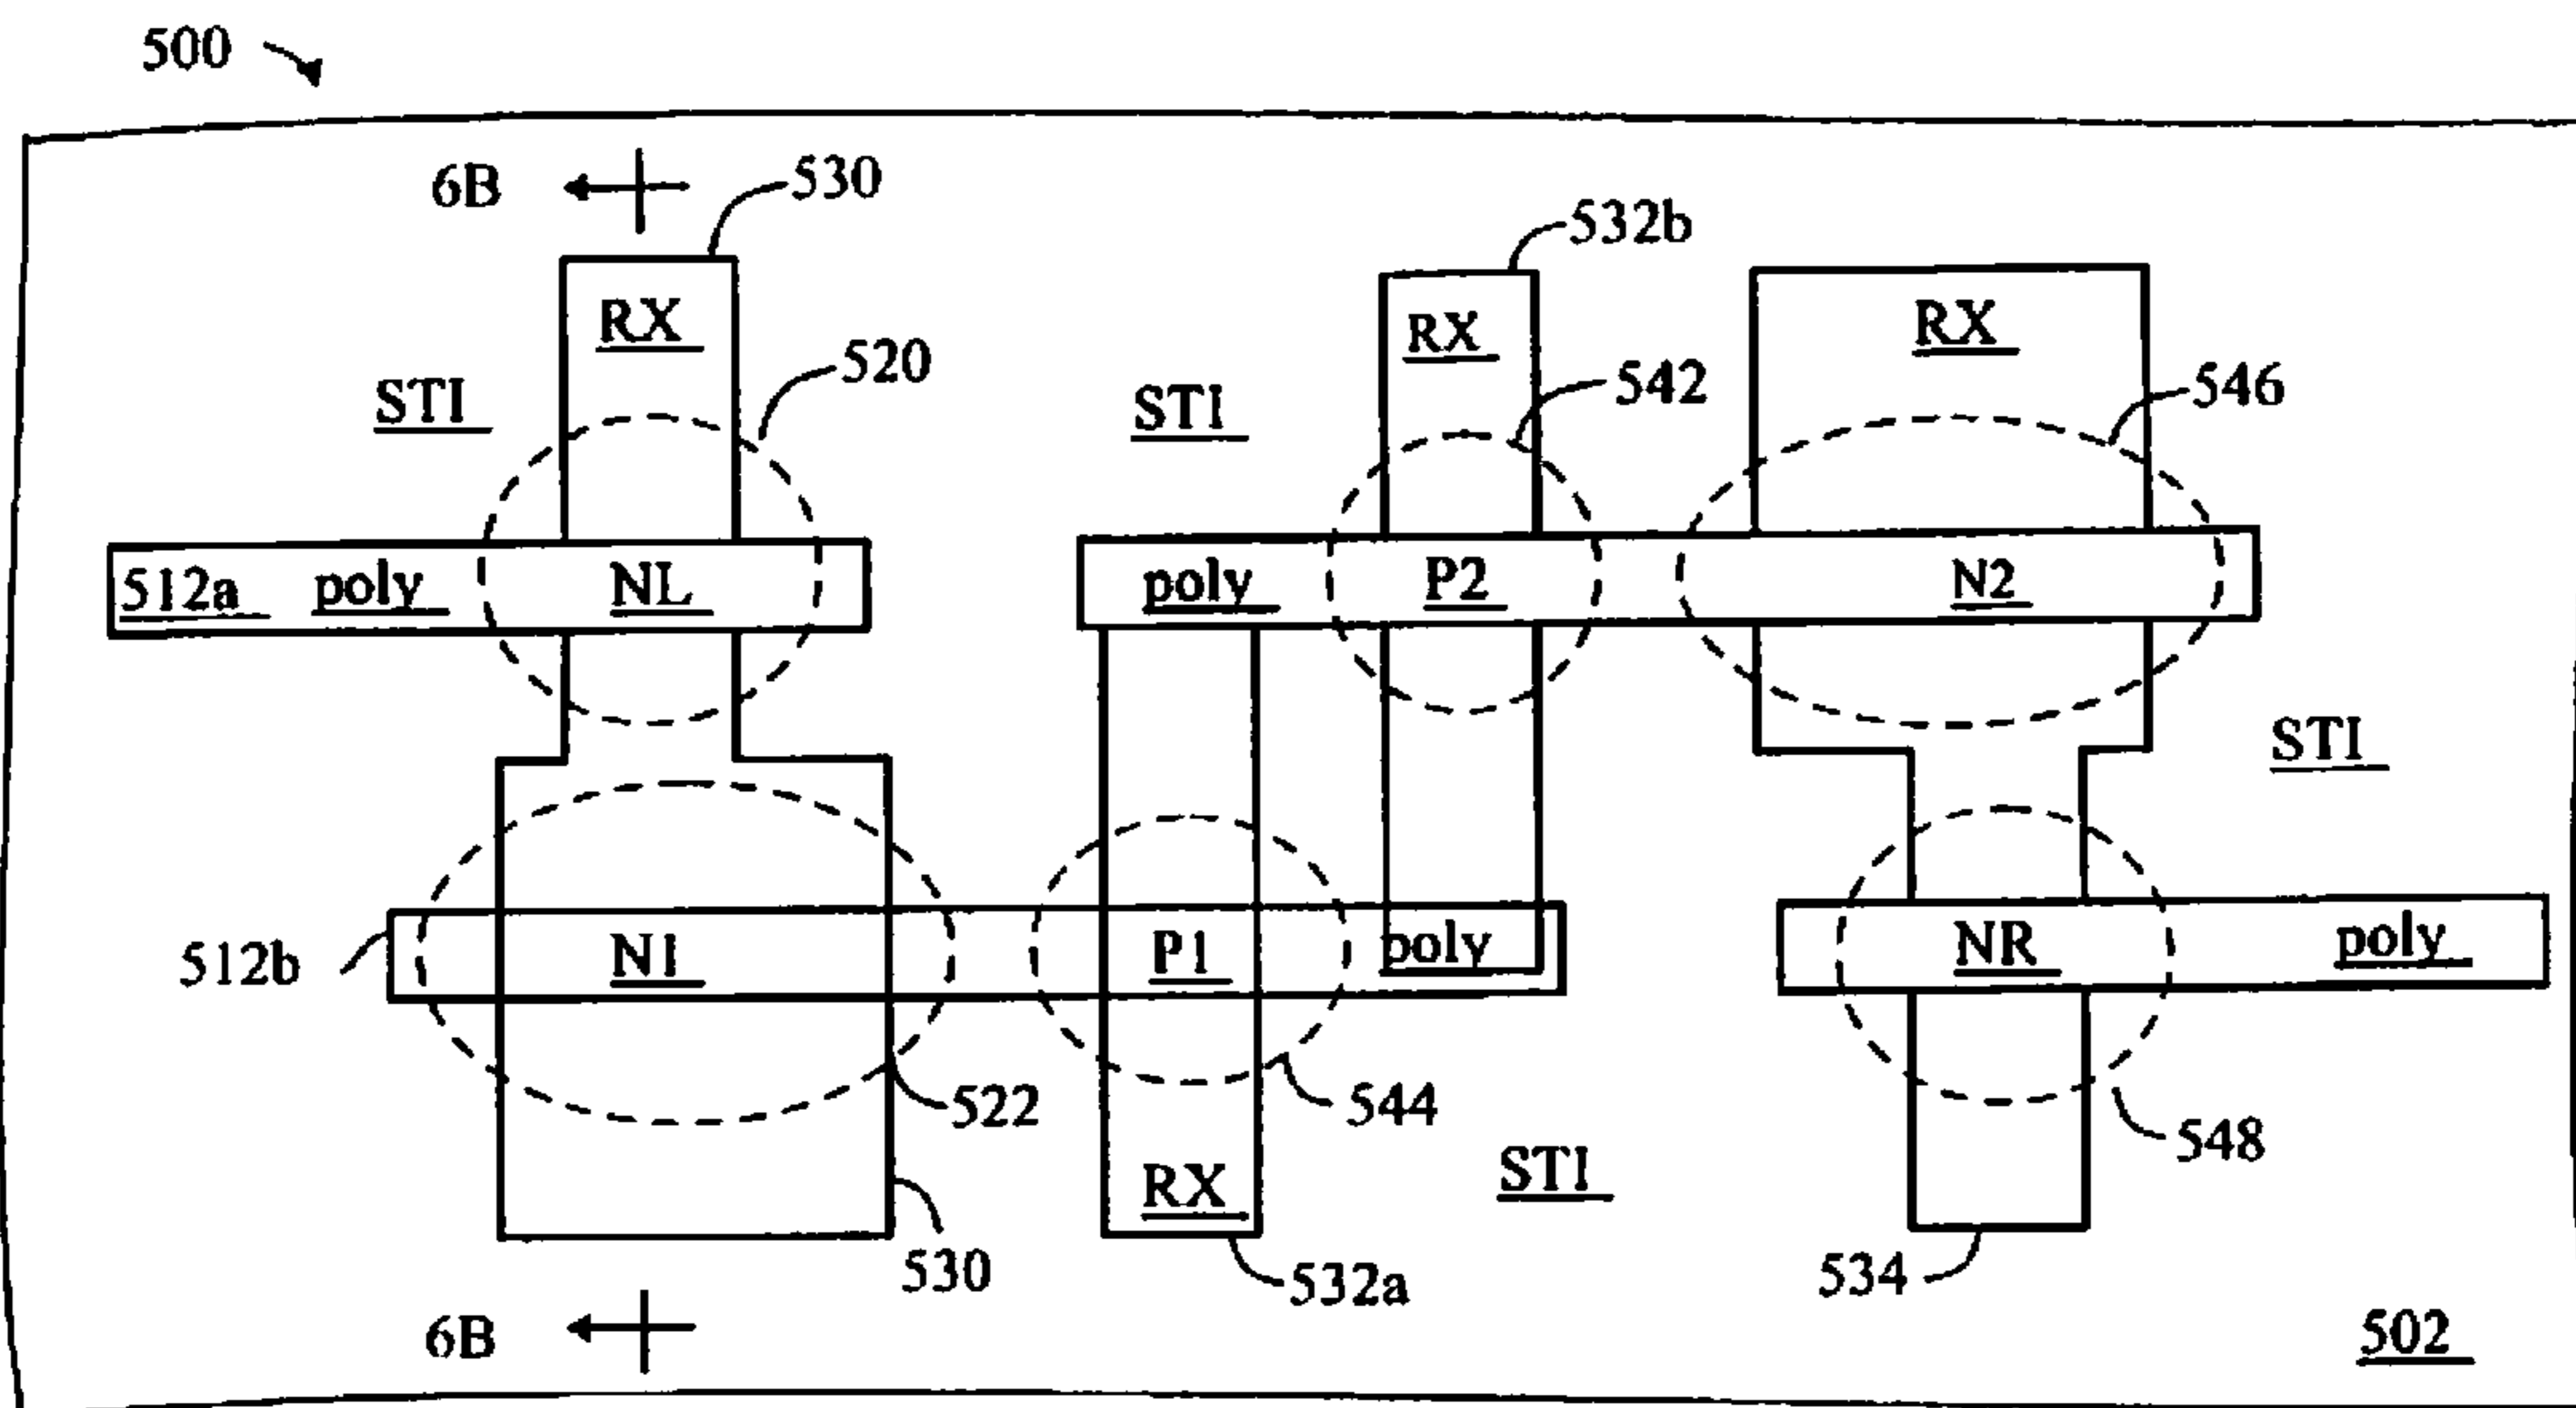 500
6B
530
532b
RX
RX
RX
520
542
546
STI
STI
512a
poly
NL
poly
P2
N2
STI
512b
N1
P1
poly
NR
poly
522
544
548
RX
STI
530
532a
534
6B
502